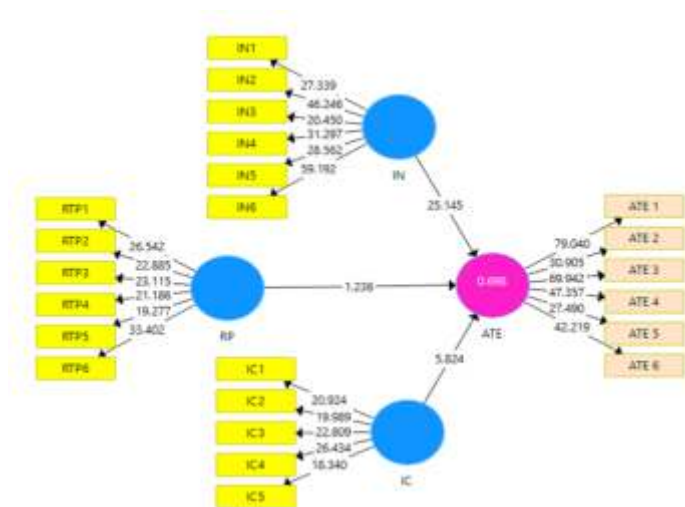 IN1
IN2
IN3
IN4
IN5
IN6
27.339
46.246
20.450
31.297
28.562
59.192
IN
25.145
RTP1
RTP2
RTP3
RTP4
RTP5
RTP6
26.542
22.885
23.115
21.186
19.277
33.402
RP
1.236
ATE
79.040
30.905
69.942
47.357
27.490
42.219
ATE 1
ATE 2
ATE 3
ATE 4
ATE 5
ATE 6
5.824
IC1
IC2
IC3
IC4
IC5
20.924
19.989
22.809
26.434
18.340
IC